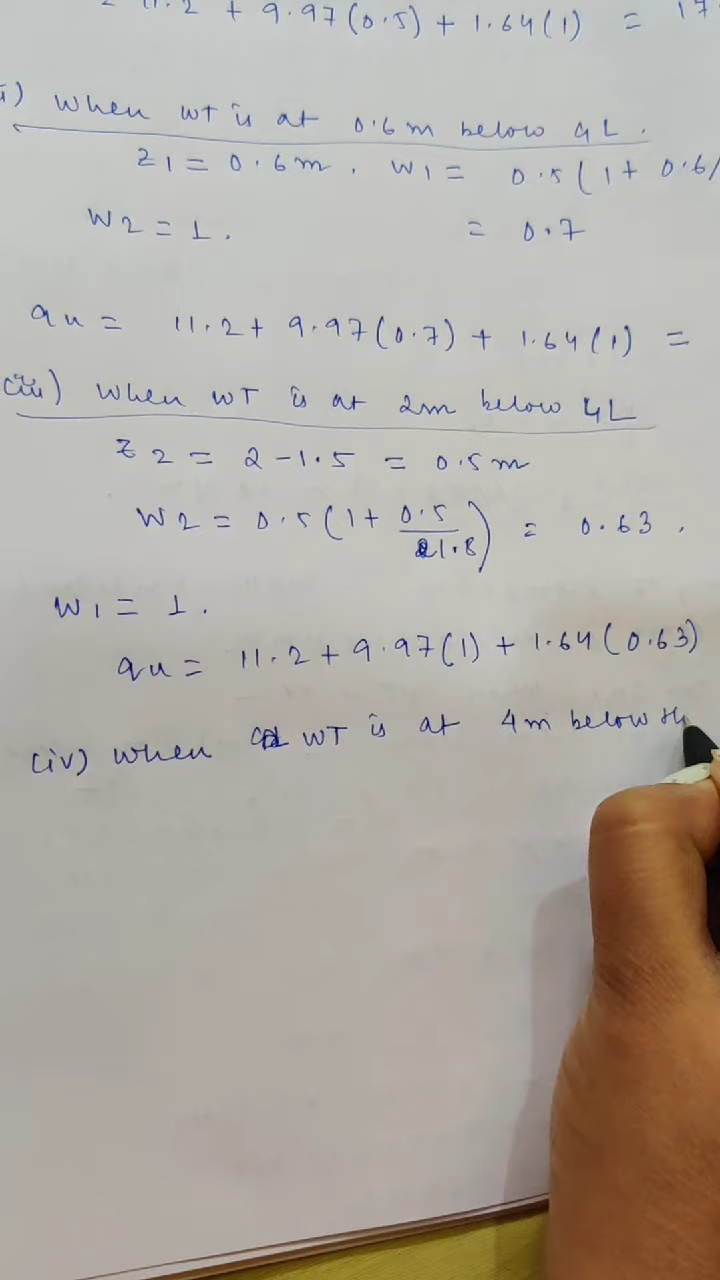 11.2 + 9.97(0.5) + 1.64(1) = 17
i) When WT is at 0.6m below GL.
Z1 = 0.6m. W1 = 0.5(1 + 0.6/
W2 = 1. = 0.7
qu = 11.2 + 9.97(0.7) + 1.64(1) =
(iii) When WT is at 2m below GL
Z2 = 2 - 1.5 = 0.5m
W2 = 0.5(1 + 0.5/1.8) = 0.63.
W1 = 1.
qu = 11.2 + 9.97(1) + 1.64(0.63)
(iv) When WT is at 4m below th